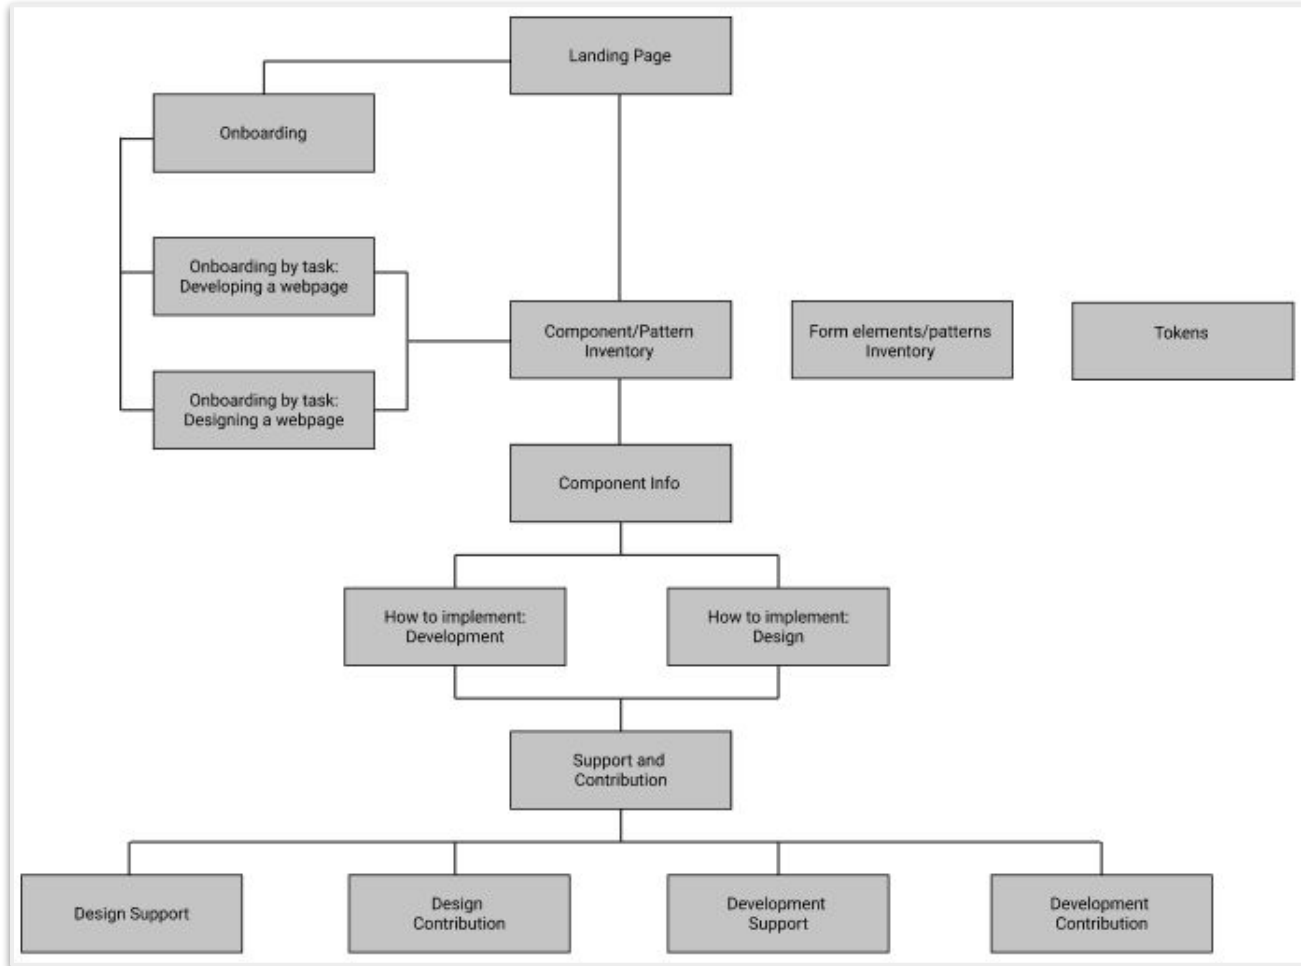 Landing Page
Onboarding
Onboarding by task:
Developing a webpage
Component/Pattern
Inventory
Form elements/patterns
Inventory
Tokens
Onboarding by task:
Designing a webpage
Component Info
How to implement:
Development
How to implement:
Design
Support and
Contribution
Design Support
Design
Contribution
Development
Support
Development
Contribution